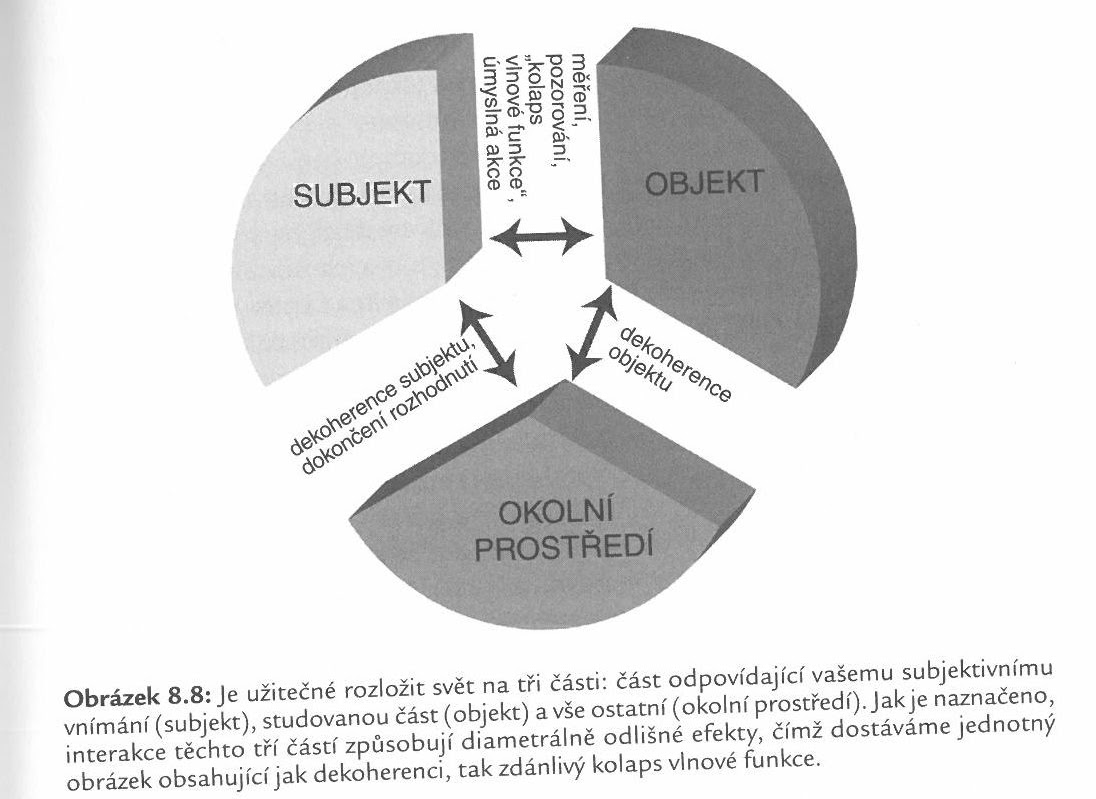 měření,
pozorování,
„kolaps
vlnové funkce“,
úmyslná akce
SUBJEKT
OBJEKT
dekoherence subjektu,
dokončení rozhodnutí
dekoherence
objektu
OKOLNÍ
PROSTŘEDÍ
Obrázek 8.8: Je užitečné rozložit svět na tři části: část odpovídající vašemu subjektivnímu
vnímání (subjekt), studovanou část (objekt) a vše ostatní (okolní prostředí). Jak je naznačeno,
interakce těchto tří částí způsobují diametrálně odlišné efekty, čímž dostáváme jednotný
obrázek obsahující jak dekoherenci, tak zdánlivý kolaps vlnové funkce.